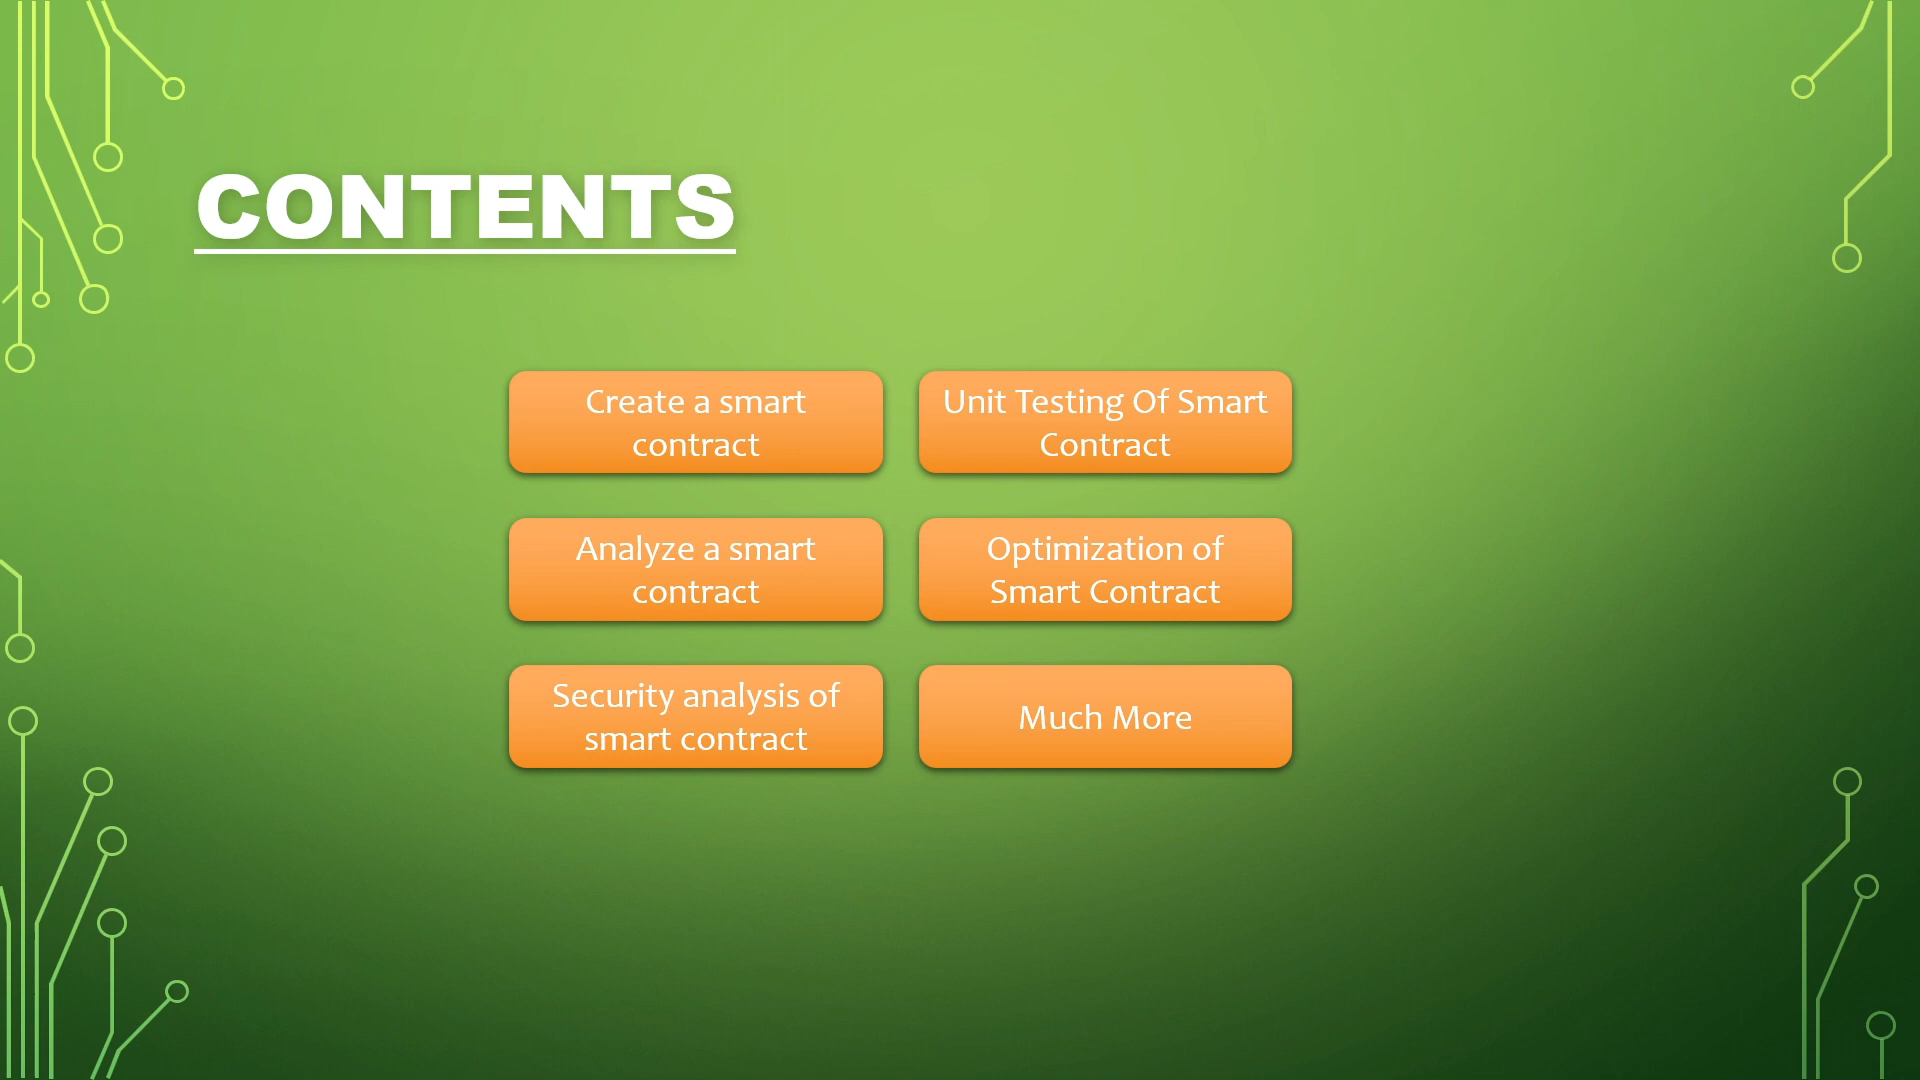 CONTENTS
Create a smart
contract
Unit Testing Of Smart
Contract
Analyze a smart
contract
Optimization of
Smart Contract
Security analysis of
smart contract
Much More